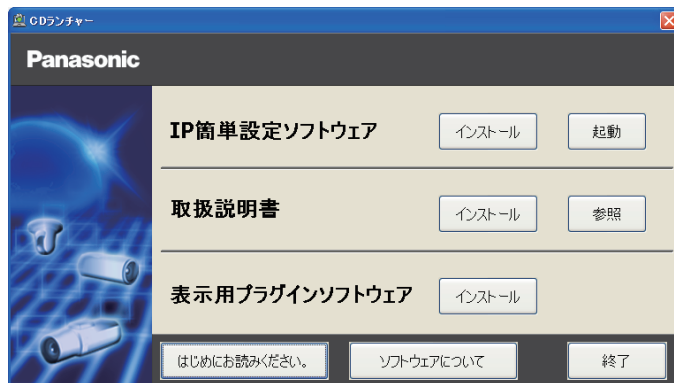 CDランチャー
Panasonic
IP簡単設定ソフトウェア インストール 起動
取扱説明書 インストール 参照
表示用プラグインソフトウェア インストール
はじめにお読みください。 ソフトウェアについて 終了